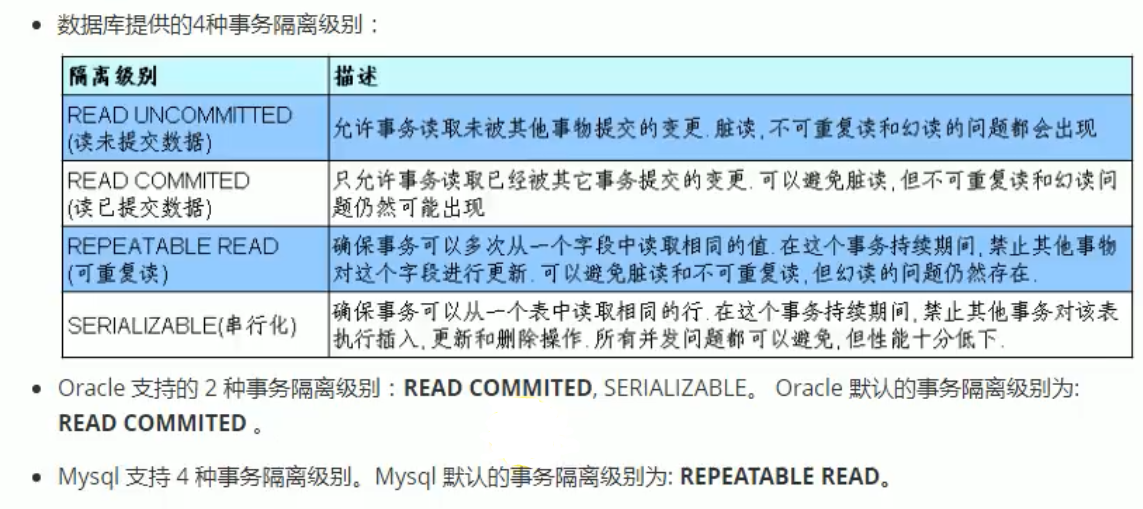 数据库提供的4种事务隔离级别：
隔离级别 描述
READ UNCOMMITTED
(读未提交数据)
允许事务读取未被其他事物提交的变更.脏读,不可重复读和幻读的问题都会出现
READ COMMITED
(读已提交数据)
只允许事务读取已经被其它事务提交的变更.可以避免脏读,但不可重复读和幻读问
题仍然可能出现
REPEATABLE READ
(可重复读)
确保事务可以多次从一个字段中读取相同的值.在这个事务持续期间,禁止其他事物
对这个字段进行更新.可以避免脏读和不可重复读,但幻读的问题仍然存在.
SERIALIZABLE(串行化)
确保事务可以从一个表中读取相同的行.在这个事务持续期间,禁止其他事务对该表
执行插入,更新和删除操作.所有并发问题都可以避免,但性能十分低下.
Oracle 支持的 2 种事务隔离级别：READ COMMITED, SERIALIZABLE。 Oracle 默认的事务隔离级别为:
READ COMMITED 。
Mysql 支持 4 种事务隔离级别。Mysql 默认的事务隔离级别为: REPEATABLE READ。